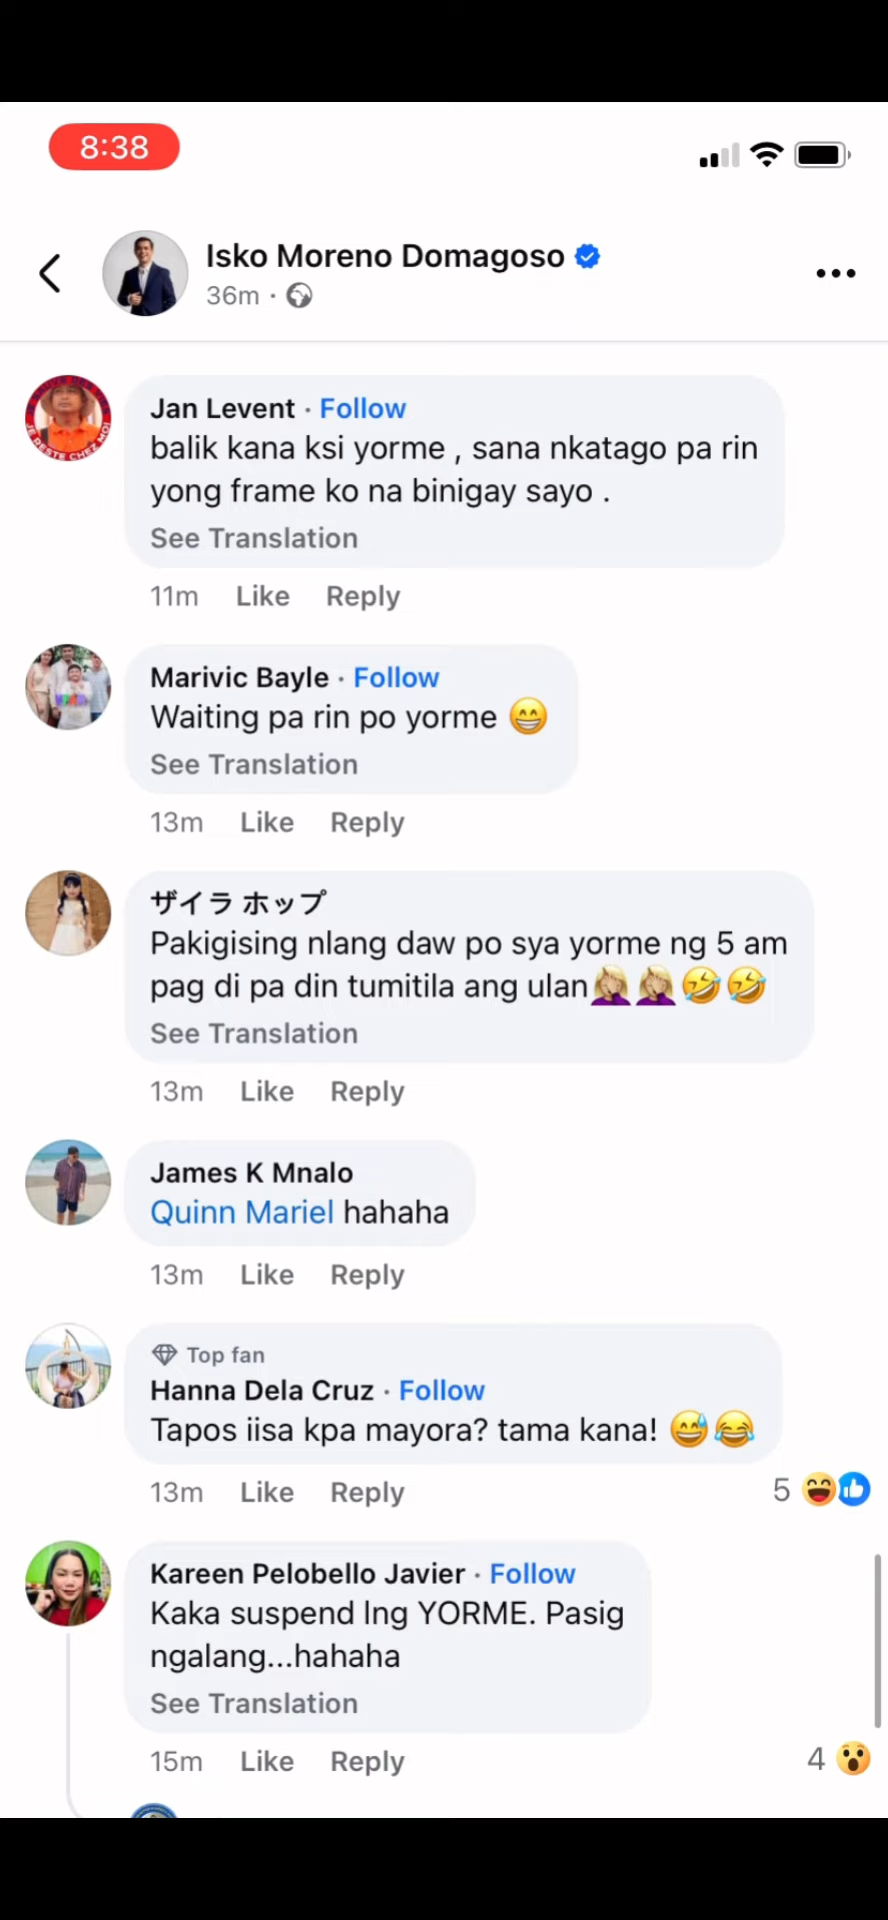 8:38
Isko Moreno Domagoso
36m ·
Jan Levent · Follow
balik kana ksi yorme , sana nkatago pa rin
yong frame ko na binigay sayo .
See Translation
11m Like Reply
Marivic Bayle · Follow
Waiting pa rin po yorme 😁
See Translation
13m Like Reply
ザイラ ホップ
Pakigising nlang daw po sya yorme ng 5 am
pag di pa din tumitila ang ulan🤦🏼‍♀️🤦🏼‍♀️🤣🤣
See Translation
13m Like Reply
James K Mnalo
Quinn Mariel hahaha
13m Like Reply
Top fan
Hanna Dela Cruz · Follow
Tapos iisa kpa mayora? tama kana! 😅😂
13m Like Reply 5
Kareen Pelobello Javier · Follow
Kaka suspend lng YORME. Pasig
ngalang...hahaha
See Translation
15m Like Reply 4